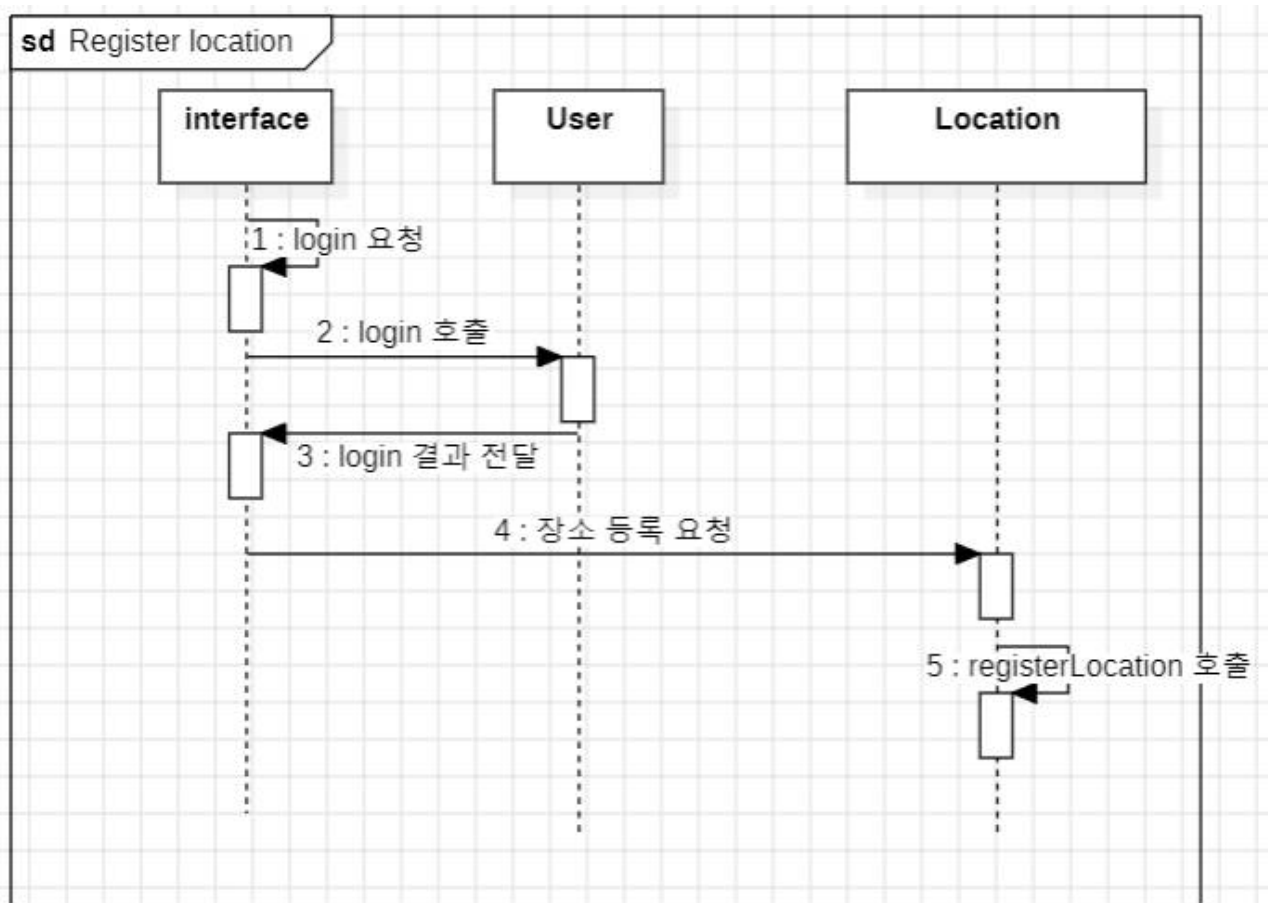 sd Register location
interface
User
Location
1 : login 요청
2 : login 호출
3 : login 결과 전달
4 : 장소 등록 요청
5 : registerLocation 호출